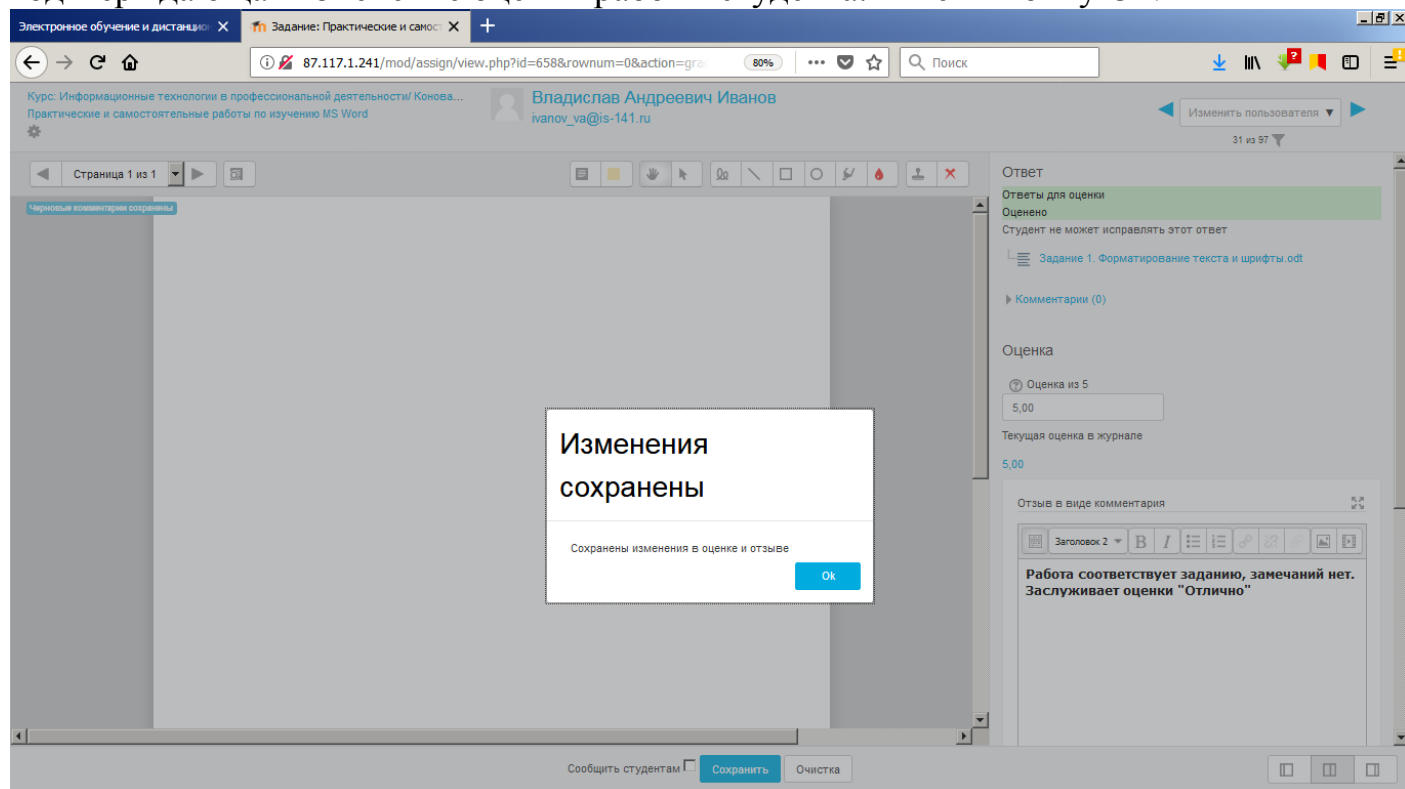 Электронное обучение и дистанцион
Задание: Практические и самост
87.117.1.241/mod/assign/view.php?id=658&rownum=0&action=gra
80%
Поиск
Курс: Информационные технологии в профессиональной деятельности/ Конова...
Практические и самостоятельные работы по изучению MS Word
Владислав Андреевич Иванов
ivanov_va@is-141.ru
Изменить пользователя
31 из 97
Страница 1 из 1
Черновые комментарии сохранены
Ответ
Ответы для оценки
Оценено
Студент не может исправлять этот ответ
Задание 1. Форматирование текста и шрифты.odt
Комментарии (0)
Оценка
Оценка из 5
5,00
Текущая оценка в журнале
5,00
Отзыв в виде комментария
Заголовок 2
B I
Работа соответствует заданию, замечаний нет.
Заслуживает оценки "Отлично"
Изменения
сохранены
Сохранены изменения в оценке и отзыве
Ok
Сообщить студентам
Сохранить
Очистка